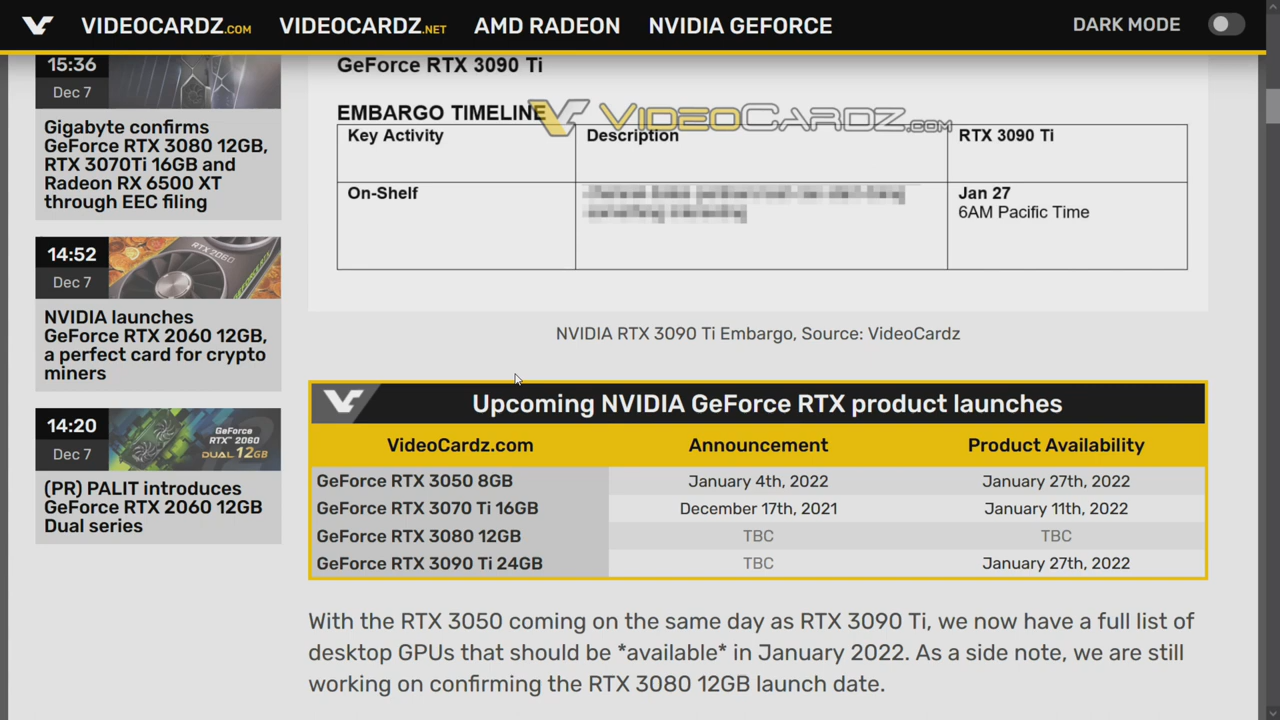 VIDEOCARDZ.COM VIDEOCARDZ.NET AMD RADEON NVIDIA GEFORCE DARK MODE
15:36
Dec 7
Gigabyte confirms
GeForce RTX 3080 12GB,
RTX 3070Ti 16GB and
Radeon RX 6500 XT
through EEC filing
14:52
Dec 7
RTX 2060
NVIDIA launches
GeForce RTX 2060 12GB,
a perfect card for crypto
miners
14:20
Dec 7
GeForce
RTX™ 2060
DUAL 12GB
(PR) PALIT introduces
GeForce RTX 2060 12GB
Dual series
GeForce RTX 3090 Ti
EMBARGO TIMELINE
VIDEOCARDZ.com
Key Activity Description RTX 3090 Ti
On-Shelf Jan 27
6AM Pacific Time
NVIDIA RTX 3090 Ti Embargo, Source: VideoCardz
Upcoming NVIDIA GeForce RTX product launches
VideoCardz.com Announcement Product Availability
GeForce RTX 3050 8GB January 4th, 2022 January 27th, 2022
GeForce RTX 3070 Ti 16GB December 17th, 2021 January 11th, 2022
GeForce RTX 3080 12GB TBC TBC
GeForce RTX 3090 Ti 24GB TBC January 27th, 2022
With the RTX 3050 coming on the same day as RTX 3090 Ti, we now have a full list of
desktop GPUs that should be *available* in January 2022. As a side note, we are still
working on confirming the RTX 3080 12GB launch date.